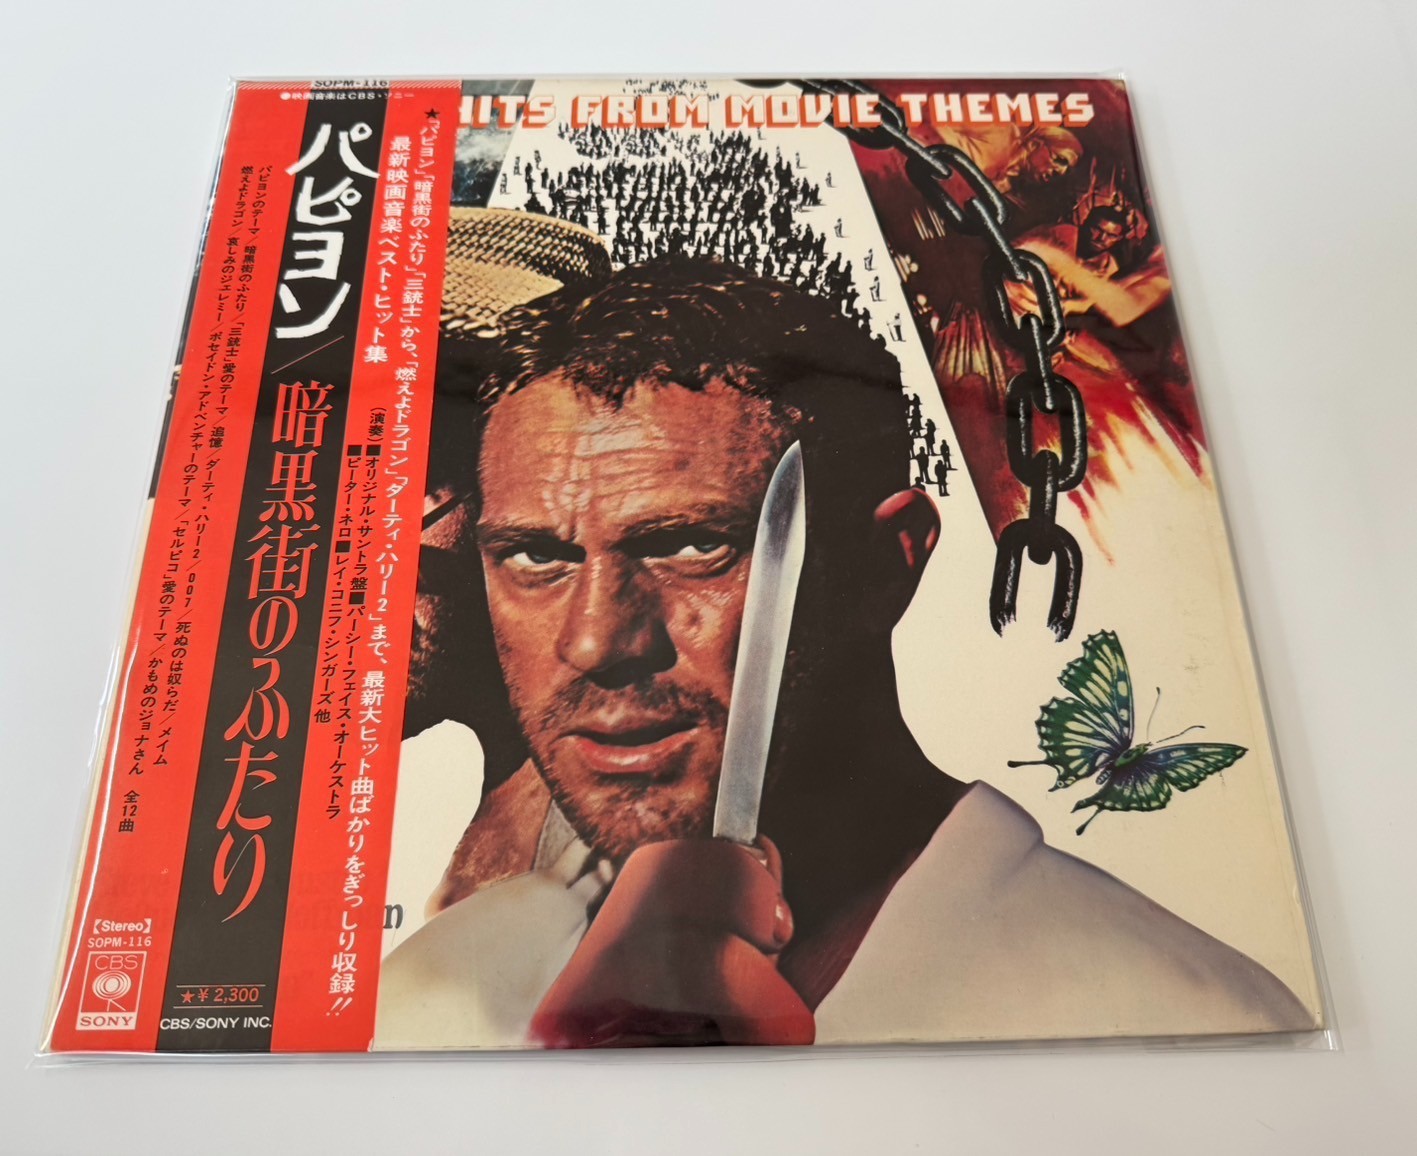 SOPM-116
映画音楽はCBS・ソニー
HITS FROM MOVIE THEMES
★「パピヨン」「暗黒街のふたり」「三銃士」から、「燃えよドラゴン」「ダーティ・ハリー2」まで、最新大ヒット曲ばかりをぎっしり収録!!
最新映画音楽ベスト・ヒット集
(演奏)■オリジナル・サントラ盤■パーシー・フェイス・オーケストラ
■ピーター・ネロ■レイ・コニフ・シンガーズ 他
パピヨン/暗黒街のふたり
パピヨンのテーマ/暗黒街のふたり/「三銃士」愛のテーマ/追憶/ダーティ・ハリー2/007/死ぬのは奴らだ/メイム
燃えよドラゴン/哀しみのジェレミー/ポセイドン・アドベンチャーのテーマ/「セルピコ」愛のテーマ/かもめのジョナさん 全12曲
【Stereo】
SOPM-116
CBS
SONY
★¥2,300
CBS/SONY INC.